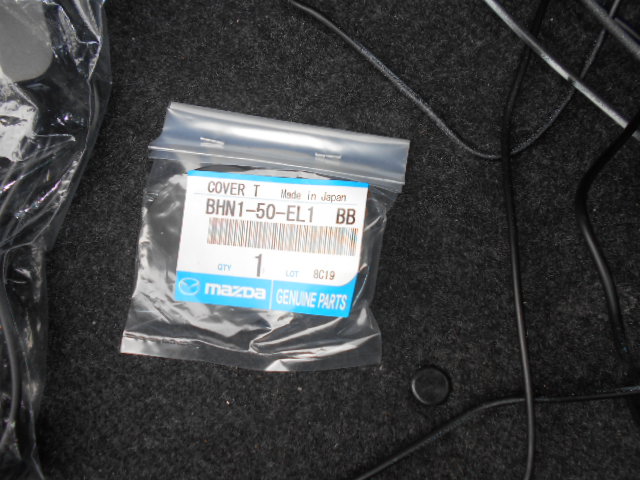 COVER T Made in Japan
BHN1-50-EL1 BB
QTY 1 LOT 8C19
mazda GENUINE PARTS